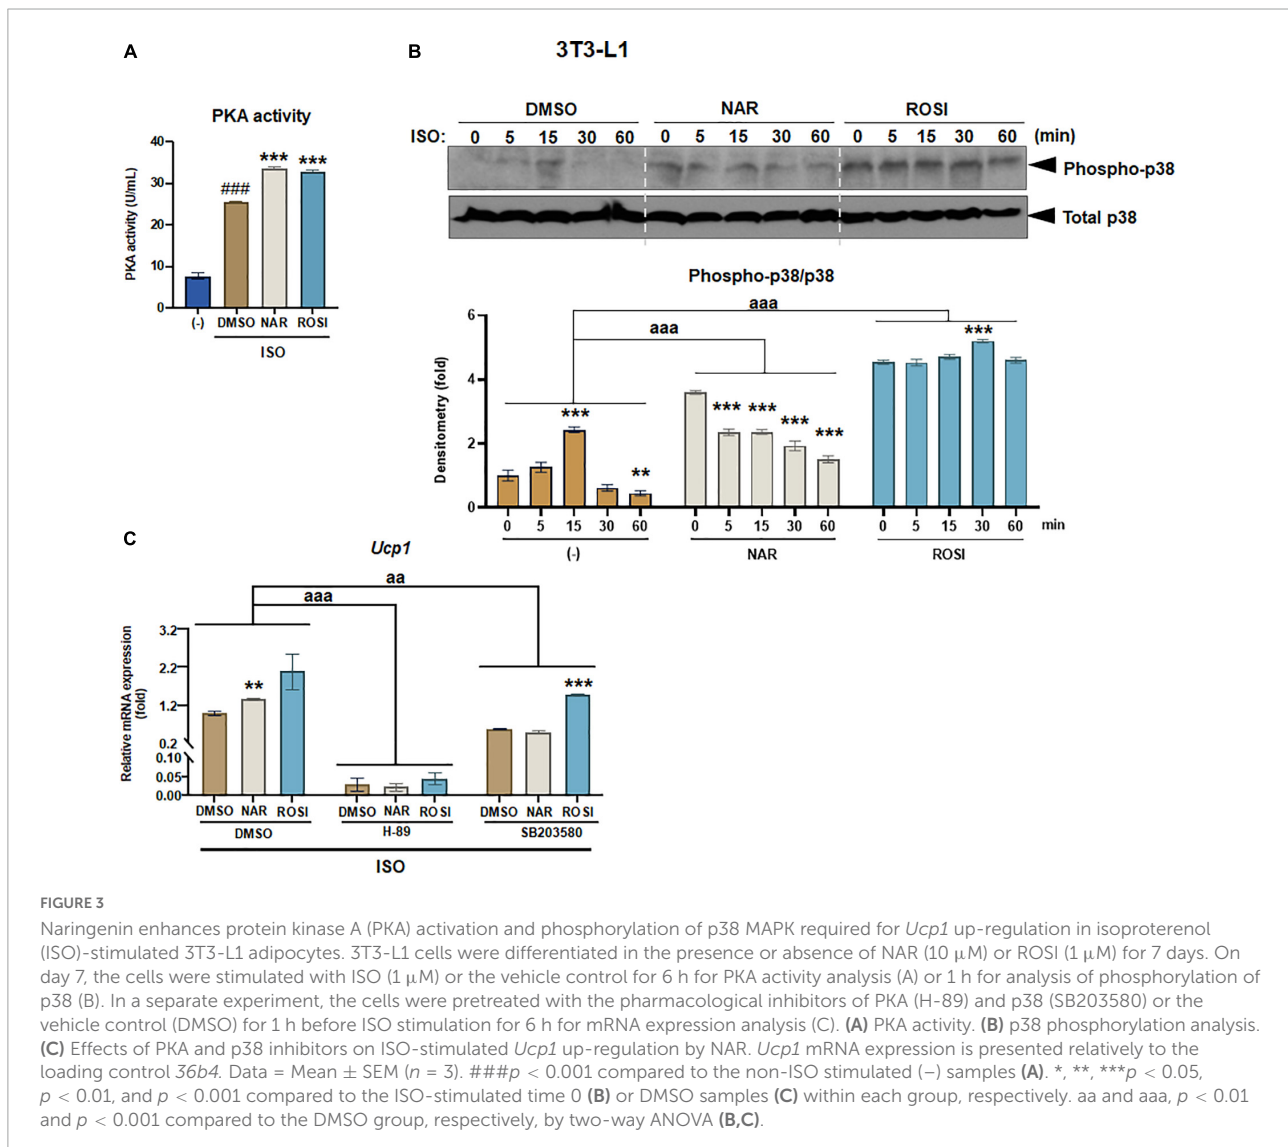 A
B
3T3-L1
PKA activity
PKA activity (U/mL)
40
30
20
10
0
###
***
***
(-)
DMSO
NAR
ROSI
ISO
DMSO
NAR
ROSI
ISO: 0 5 15 30 60 0 5 15 30 60 0 5 15 30 60 (min)
Phospho-p38
Total p38
Phospho-p38/p38
Densitometry (fold)
6
4
2
0
aaa
aaa
***
**
***
***
***
***
***
0 5 15 30 60 0 5 15 30 60 0 5 15 30 60 min
(-)
NAR
ROSI
C
Ucp1
Relative mRNA expression
(fold)
3.2
2.2
1.2
0.2
0.10
0.05
0.00
aa
aaa
**
***
DMSO NAR ROSI DMSO NAR ROSI DMSO NAR ROSI
DMSO
H-89
SB203580
ISO
FIGURE 3
Naringenin enhances protein kinase A (PKA) activation and phosphorylation of p38 MAPK required for Ucp1 up-regulation in isoproterenol
(ISO)-stimulated 3T3-L1 adipocytes. 3T3-L1 cells were differentiated in the presence or absence of NAR (10 μM) or ROSI (1 μM) for 7 days. On
day 7, the cells were stimulated with ISO (1 μM) or the vehicle control for 6 h for PKA activity analysis (A) or 1 h for analysis of phosphorylation of
p38 (B). In a separate experiment, the cells were pretreated with the pharmacological inhibitors of PKA (H-89) and p38 (SB203580) or the
vehicle control (DMSO) for 1 h before ISO stimulation for 6 h for mRNA expression analysis (C). (A) PKA activity. (B) p38 phosphorylation analysis.
(C) Effects of PKA and p38 inhibitors on ISO-stimulated Ucp1 up-regulation by NAR. Ucp1 mRNA expression is presented relatively to the
loading control 36b4. Data = Mean ± SEM (n = 3). ###p < 0.001 compared to the non-ISO stimulated (−) samples (A). *, **, ***p < 0.05,
p < 0.01, and p < 0.001 compared to the ISO-stimulated time 0 (B) or DMSO samples (C) within each group, respectively. aa and aaa, p < 0.01
and p < 0.001 compared to the DMSO group, respectively, by two-way ANOVA (B,C).